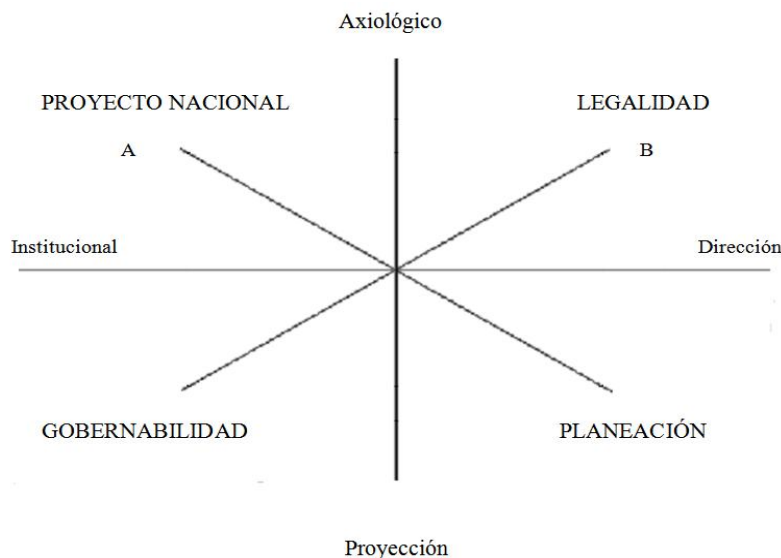 Axiológico
PROYECTO NACIONAL
LEGALIDAD
A
B
Institucional
Dirección
GOBERNABILIDAD
PLANEACIÓN
Proyección